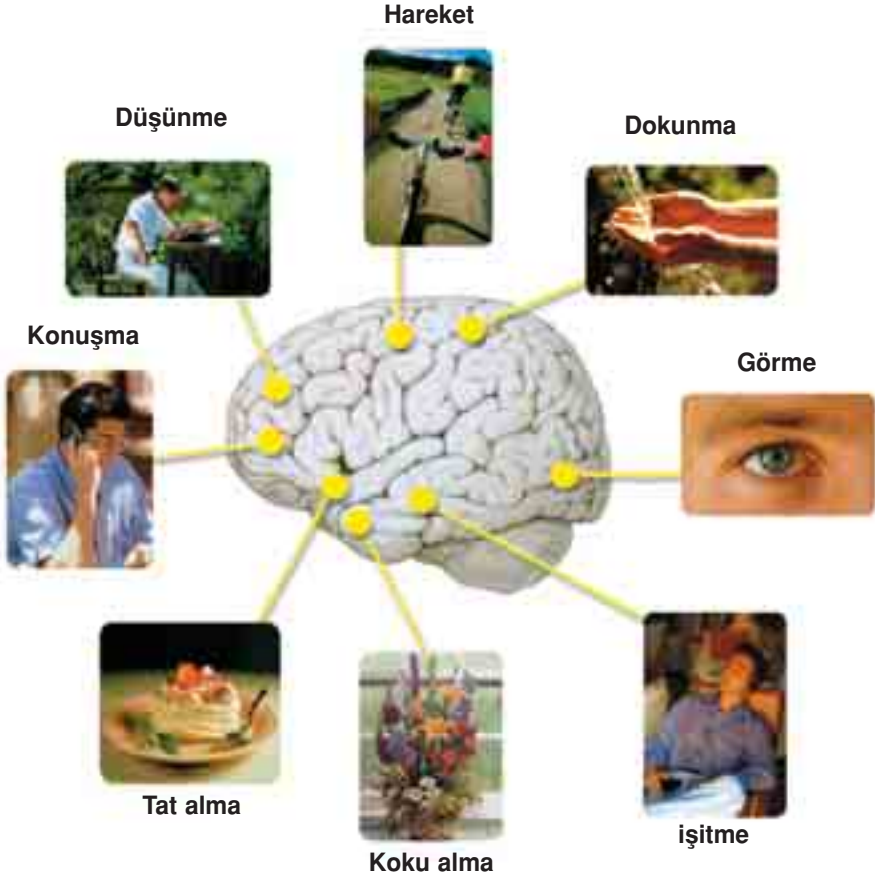 Hareket
Düşünme
Dokunma
Konuşma
Görme
Tat alma
işitme
Koku alma